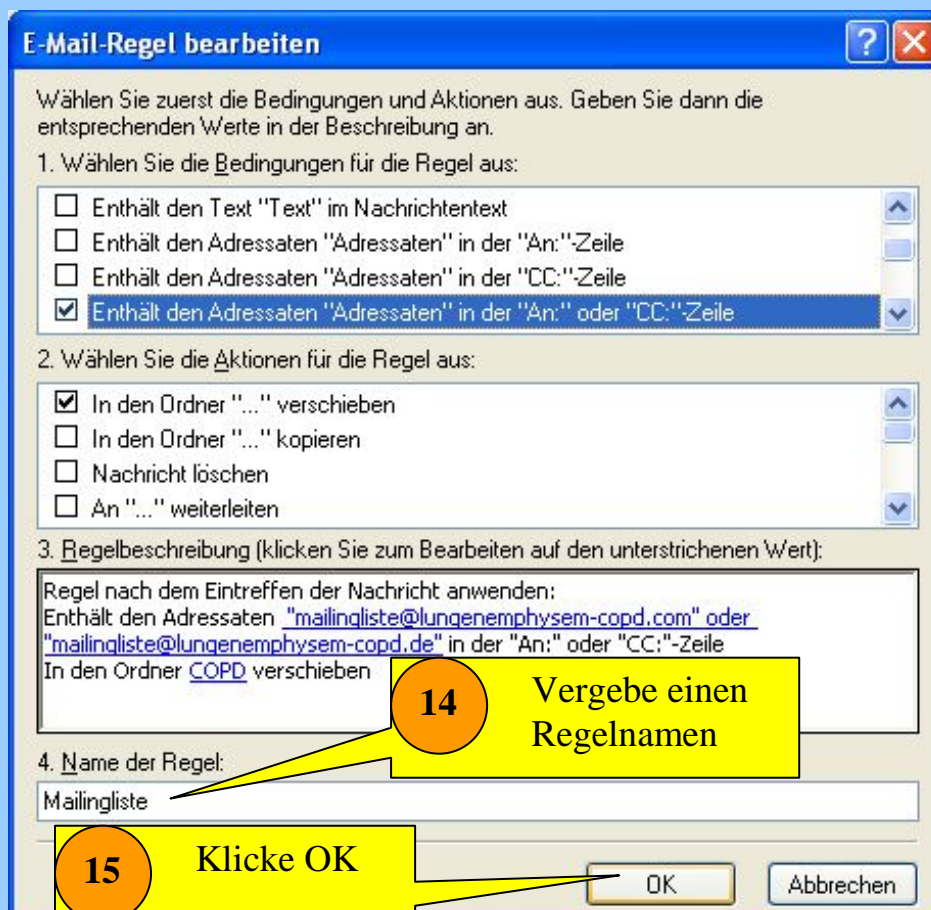 E-Mail-Regel bearbeiten
Wählen Sie zuerst die Bedingungen und Aktionen aus. Geben Sie dann die
entsprechenden Werte in der Beschreibung an.
1. Wählen Sie die Bedingungen für die Regel aus:
Enthält den Text "Text" im Nachrichtentext
Enthält den Adressaten "Adressaten" in der "An:"-Zeile
Enthält den Adressaten "Adressaten" in der "CC:"-Zeile
Enthält den Adressaten "Adressaten" in der "An:" oder "CC:"-Zeile
2. Wählen Sie die Aktionen für die Regel aus:
In den Ordner "..." verschieben
In den Ordner "..." kopieren
Nachricht löschen
An "..." weiterleiten
3. Regelbeschreibung (klicken Sie zum Bearbeiten auf den unterstrichenen Wert):
Regel nach dem Eintreffen der Nachricht anwenden:
Enthält den Adressaten "mailingliste@lungenemphysem-copd.com" oder
"mailingliste@lungenemphysem-copd.de" in der "An:" oder "CC:"-Zeile
In den Ordner COPD verschieben
14 Vergebe einen
Regelnamen
4. Name der Regel:
Mailingliste
15 Klicke OK
OK Abbrechen